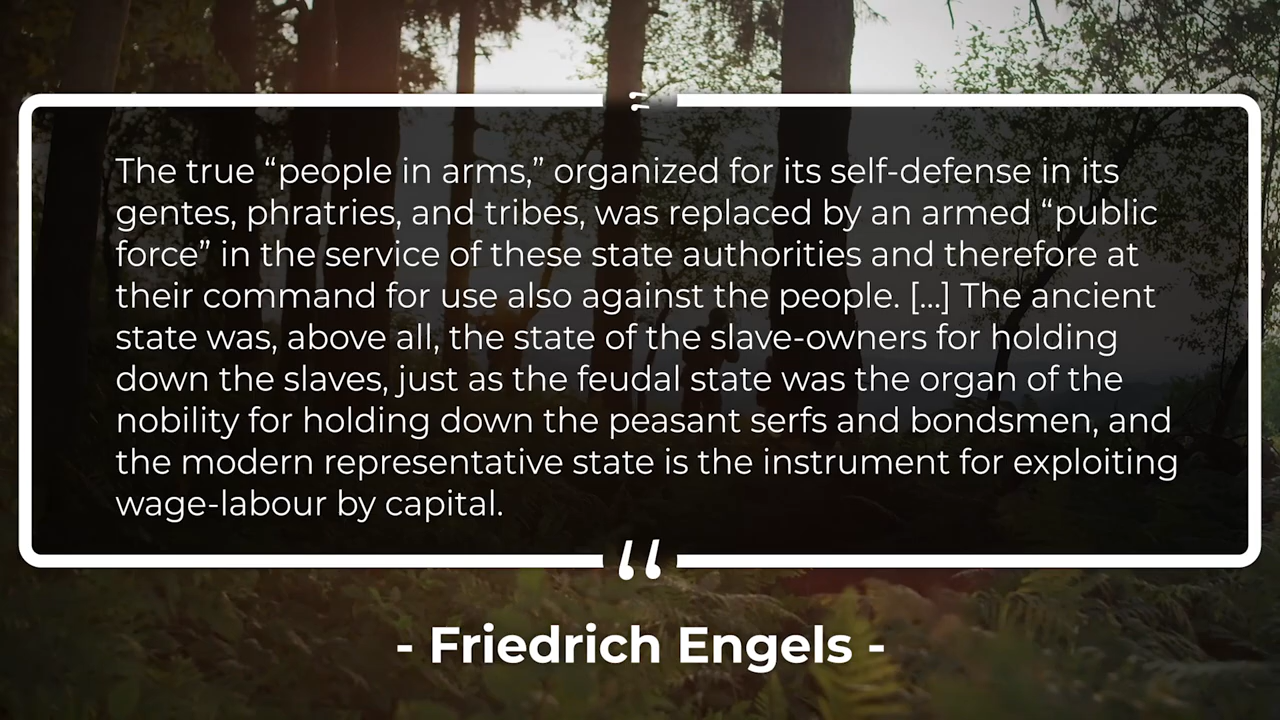 The true “people in arms,” organized for its self-defense in its
gentes, phratries, and tribes, was replaced by an armed “public
force” in the service of these state authorities and therefore at
their command for use also against the people. [...] The ancient
state was, above all, the state of the slave-owners for holding
down the slaves, just as the feudal state was the organ of the
nobility for holding down the peasant serfs and bondsmen, and
the modern representative state is the instrument for exploiting
wage-labour by capital.
- Friedrich Engels -